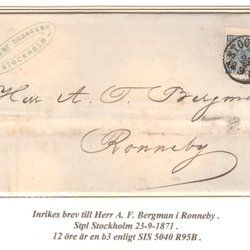 STOCKHOLM
Herr A. F. Bergman
Ronneby
Inrikes brev till Herr A. F. Bergman i Ronneby .
Stpl Stockholm 23-9-1871 .
12 öre är en b3 enligt SIS 5040 R95B .